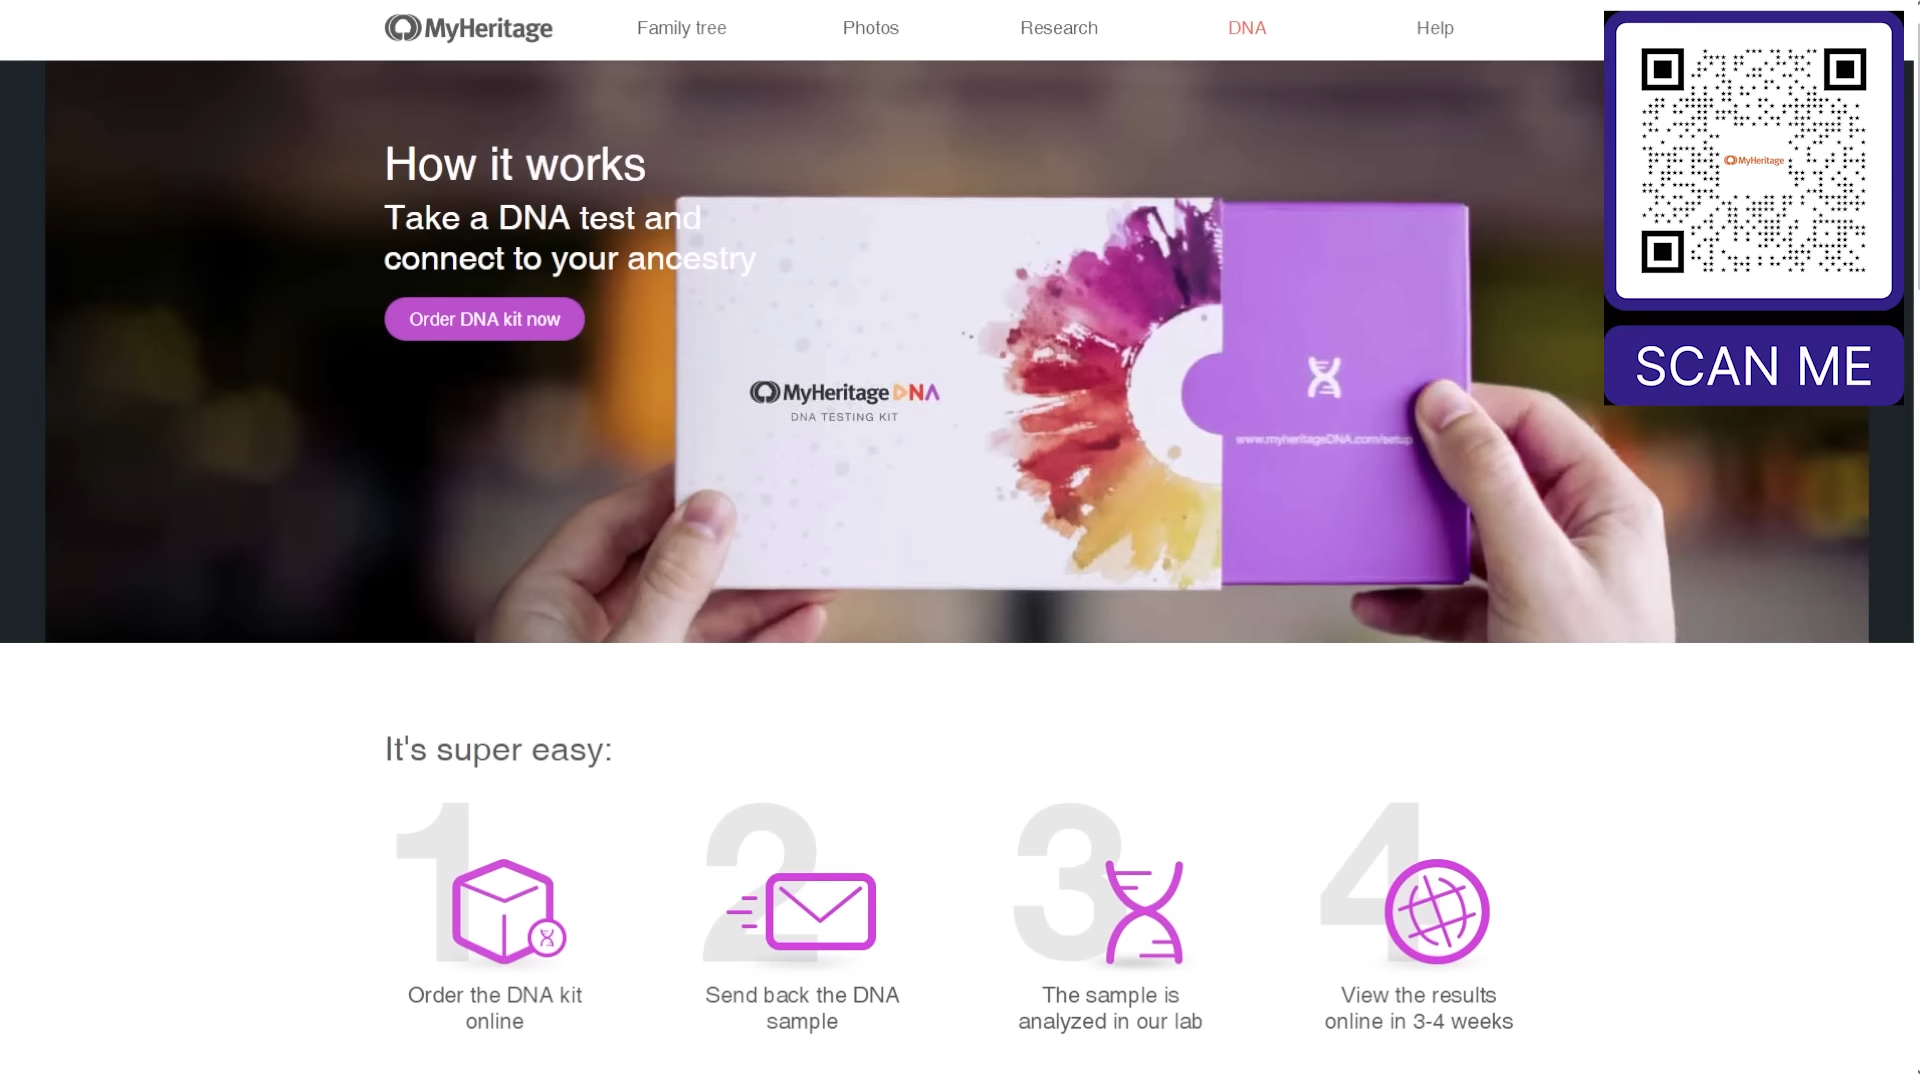 MyHeritage
Family tree
Photos
Research
DNA
Help
MyHeritage
SCAN ME
How it works
Take a DNA test and
connect to your ancestry
Order DNA kit now
MyHeritage DNA
DNA TESTING KIT
www.myheritageDNA.com/setup
It's super easy:
1
2
3
4
Order the DNA kit
online
Send back the DNA
sample
The sample is
analyzed in our lab
View the results
online in 3-4 weeks